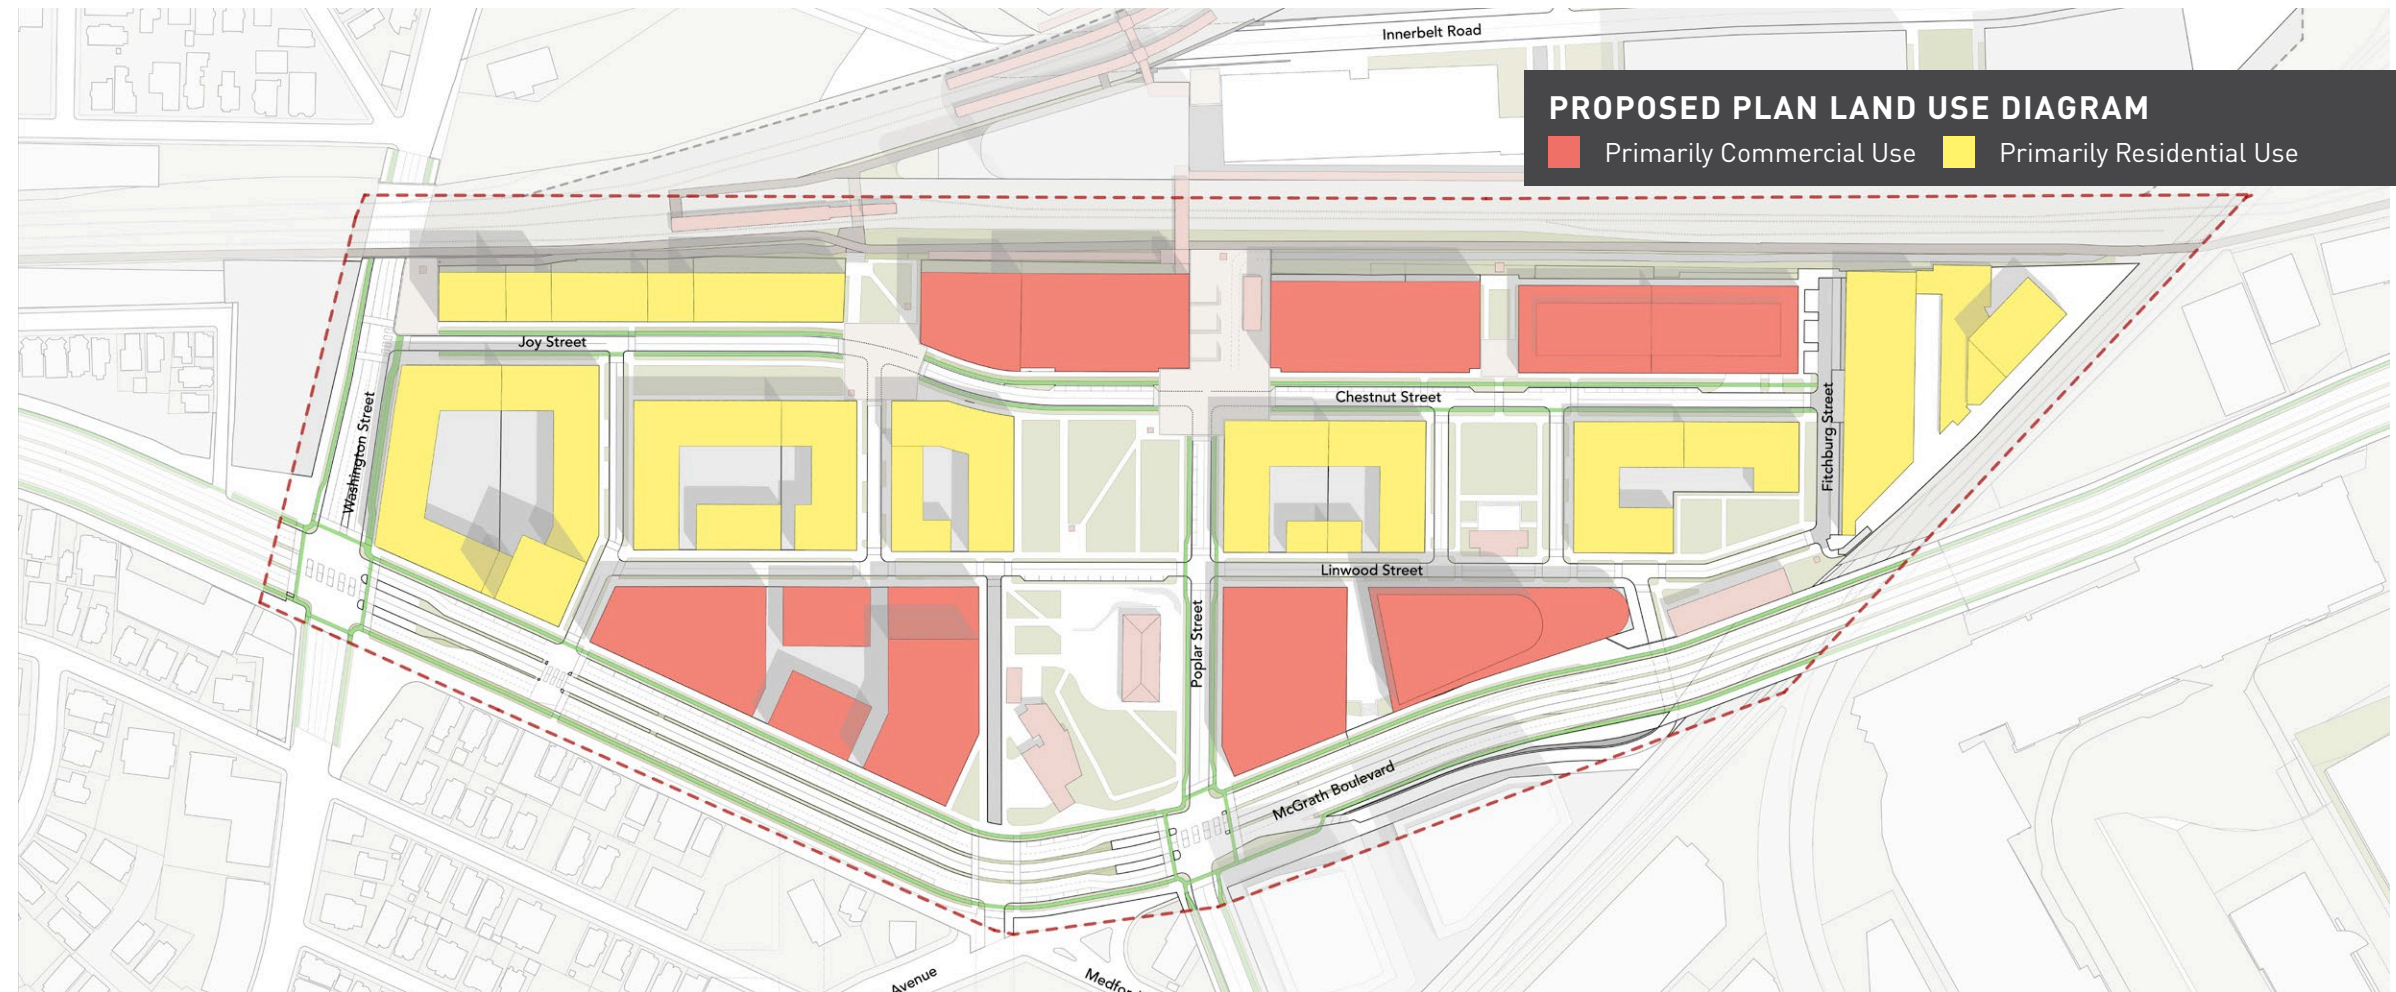 Innerbelt Road
PROPOSED PLAN LAND USE DIAGRAM
Primarily Commercial Use
Primarily Residential Use
Joy Street
Chestnut Street
Washington Street
Fitchburg Street
Linwood Street
Poplar Street
McGrath Boulevard
Avenue